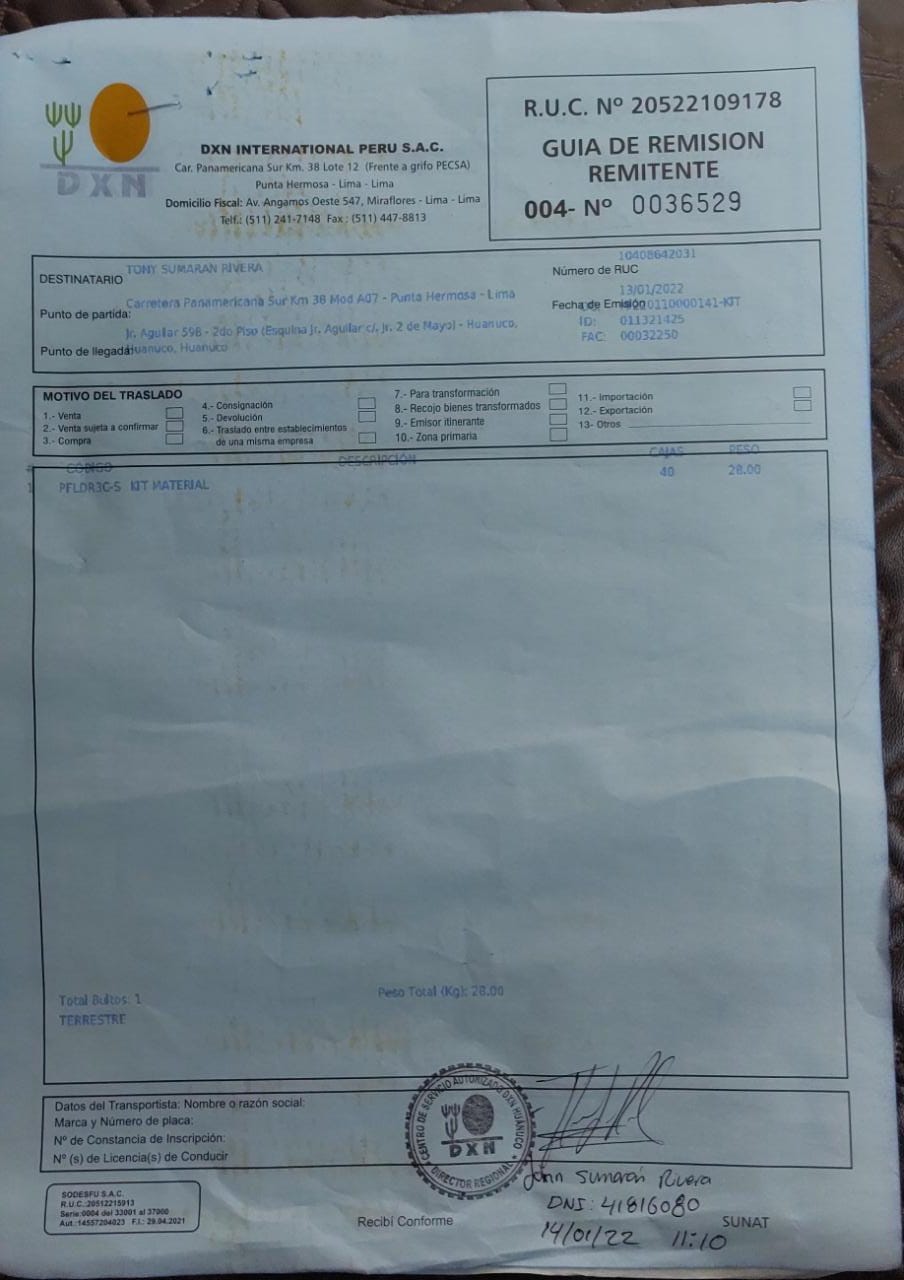 DXN
DXN INTERNATIONAL PERU S.A.C.
Car. Panamericana Sur Km. 38 Lote 12 (Frente a grifo PECSA)
Punta Hermosa - Lima - Lima
Domicilio Fiscal: Av. Angamos Oeste 547, Miraflores - Lima - Lima
Telf.: (511) 241-7148 Fax : (511) 447-8813
R.U.C. Nº 20522109178
GUIA DE REMISION
REMITENTE
004- Nº 0036529
DESTINATARIO TONY SUMARAN RIVERA
Número de RUC 10408642031
Punto de partida: Carretera Panamericana Sur Km 38 Mod A07 - Punta Hermosa - Lima
13/01/2022
Fecha de Emisión 0110000141-KIT
Jr. Aguilar 598 - 2do Piso (Esquina Jr. Aguilar c/. Jr. 2 de Mayo) - Huanuco,
ID: 011321425
Punto de llegada: Huanuco, Huanuco
FAC: 00032250
MOTIVO DEL TRASLADO
1.- Venta
2.- Venta sujeta a confirmar
3.- Compra
4.- Consignación
5.- Devolución
6.- Traslado entre establecimientos
de una misma empresa
7.- Para transformación
8.- Recojo bienes transformados
9.- Emisor itinerante
10.- Zona primaria
11.- Importación
12.- Exportación
13- Otros
# CODIGO DESCRIPCIÓN CAJAS PESO
1 PFLDR3C-S KIT MATERIAL 40 28.00
Total Bultos: 1 Peso Total (Kg): 28.00
TERRESTRE
Datos del Transportista: Nombre o razón social:
Marca y Número de placa:
Nº de Constancia de Inscripción:
Nº (s) de Licencia(s) de Conducir
CENTRO DE SERVICIO AUTORIZADO DXN HUANUCO
DXN
DIRECTOR REGIONAL
John Sumarán Rivera
DNI: 41816080
14/01/22 11:10
SODESFU S.A.C.
R.U.C.:20512215913
Serie:0004 del 33001 al 37000
Aut.:14557204023 F.I.: 29.04.2021
Recibí Conforme
SUNAT